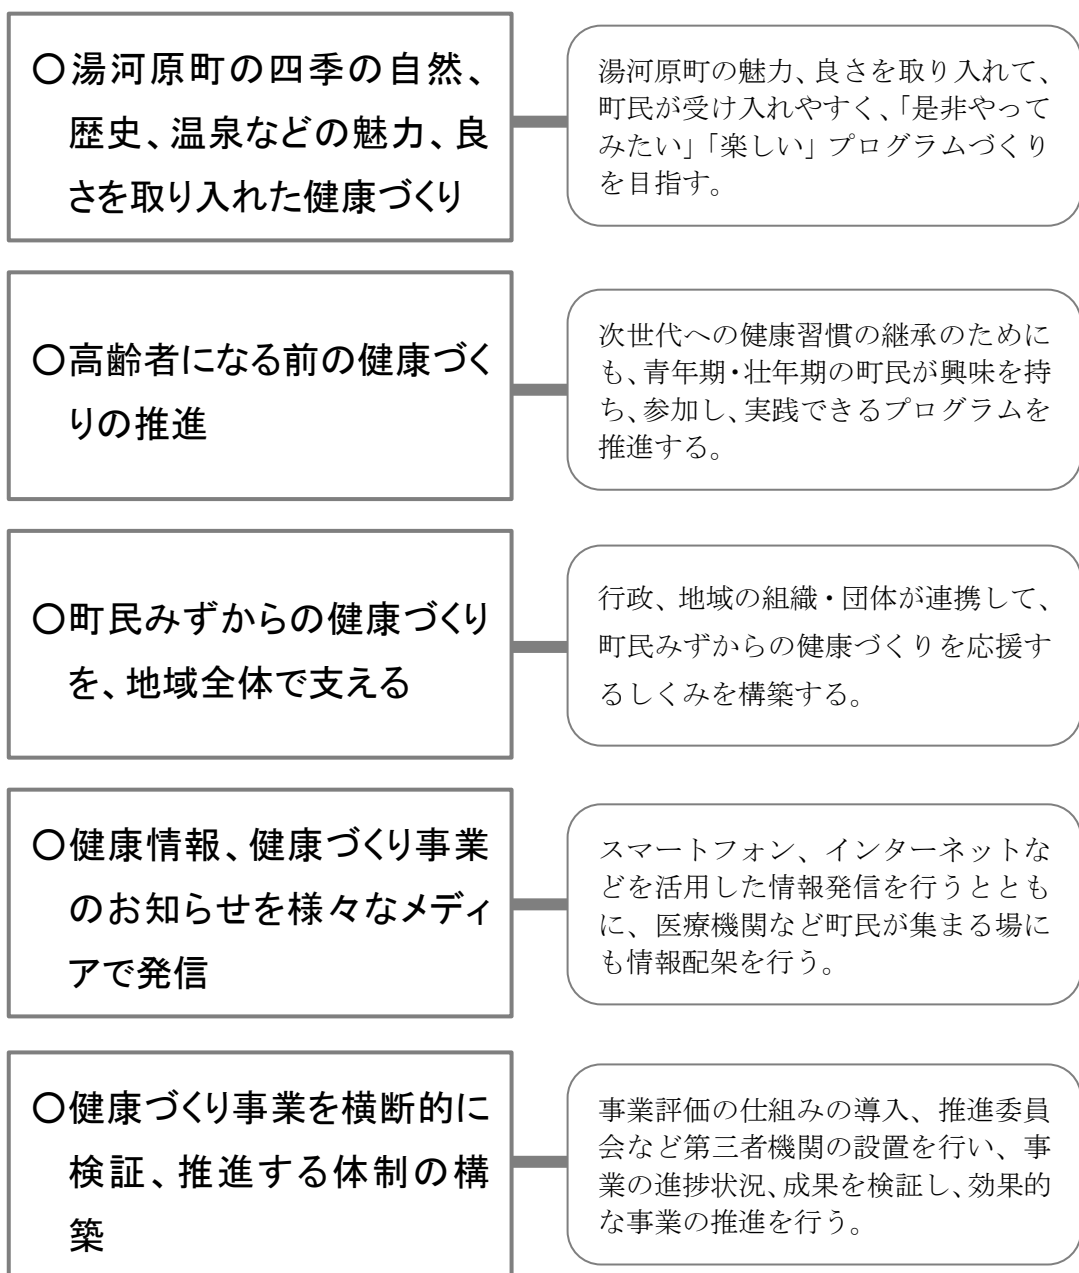 〇湯河原町の四季の自然、
歴史、温泉などの魅力、良
さを取り入れた健康づくり
湯河原町の魅力、良さを取り入れて、
町民が受け入れやすく、「是非やって
みたい」「楽しい」プログラムづくり
を目指す。
〇高齢者になる前の健康づく
りの推進
次世代への健康習慣の継承のために
も、青年期・壮年期の町民が興味を持
ち、参加し、実践できるプログラムを
推進する。
〇町民みずからの健康づくり
を、地域全体で支える
行政、地域の組織・団体が連携して、
町民みずからの健康づくりを応援す
るしくみを構築する。
〇健康情報、健康づくり事業
のお知らせを様々なメディ
アで発信
スマートフォン、インターネットな
どを活用した情報発信を行うととも
に、医療機関など町民が集まる場に
も情報配架を行う。
〇健康づくり事業を横断的に
検証、推進する体制の構
築
事業評価の仕組みの導入、推進委員
会など第三者機関の設置を行い、事
業の進捗状況、成果を検証し、効果的
な事業の推進を行う。